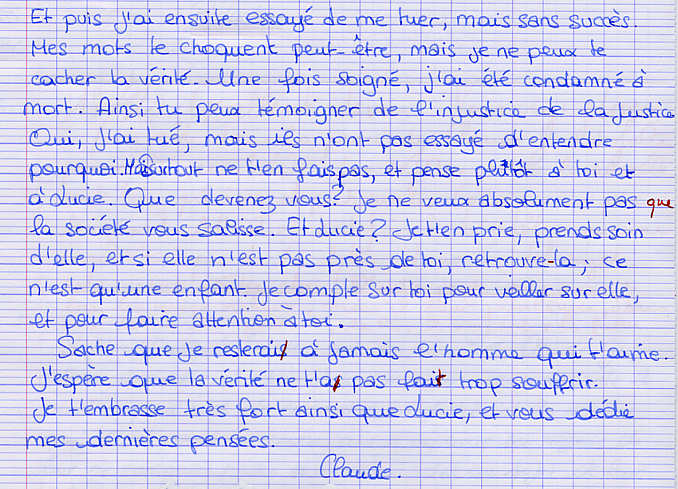 Et puis j'ai ensuite essayé de me tuer, mais sans succès.
Mes mots te choquent peut-être, mais je ne peux te
cacher la vérité. Une fois soigné, j'ai été condamné à
mort. Ainsi tu peux témoigner de l'injustice de la justice
Oui, j'ai tué, mais ils n'ont pas essayé d'entendre
pourquoi. Mais surtout ne t'en fais pas, et pense plutôt à toi et
à Lucie. Que devenez vous? Je ne veux absolument pas que
la société vous salisse. Et Lucie? Je t'en prie, prends soin
d'elle, et si elle n'est pas près de toi, retrouve-la; ce
n'est qu'une enfant. Je compte sur toi pour veiller sur elle,
et pour faire attention à toi.
Sache que je resterai à jamais l'homme qui t'aime.
J'espère que la vérité ne t'a pas fait trop souffrir.
Je t'embrasse très fort ainsi que Lucie, et vous dédie
mes dernières pensées.
Claude.